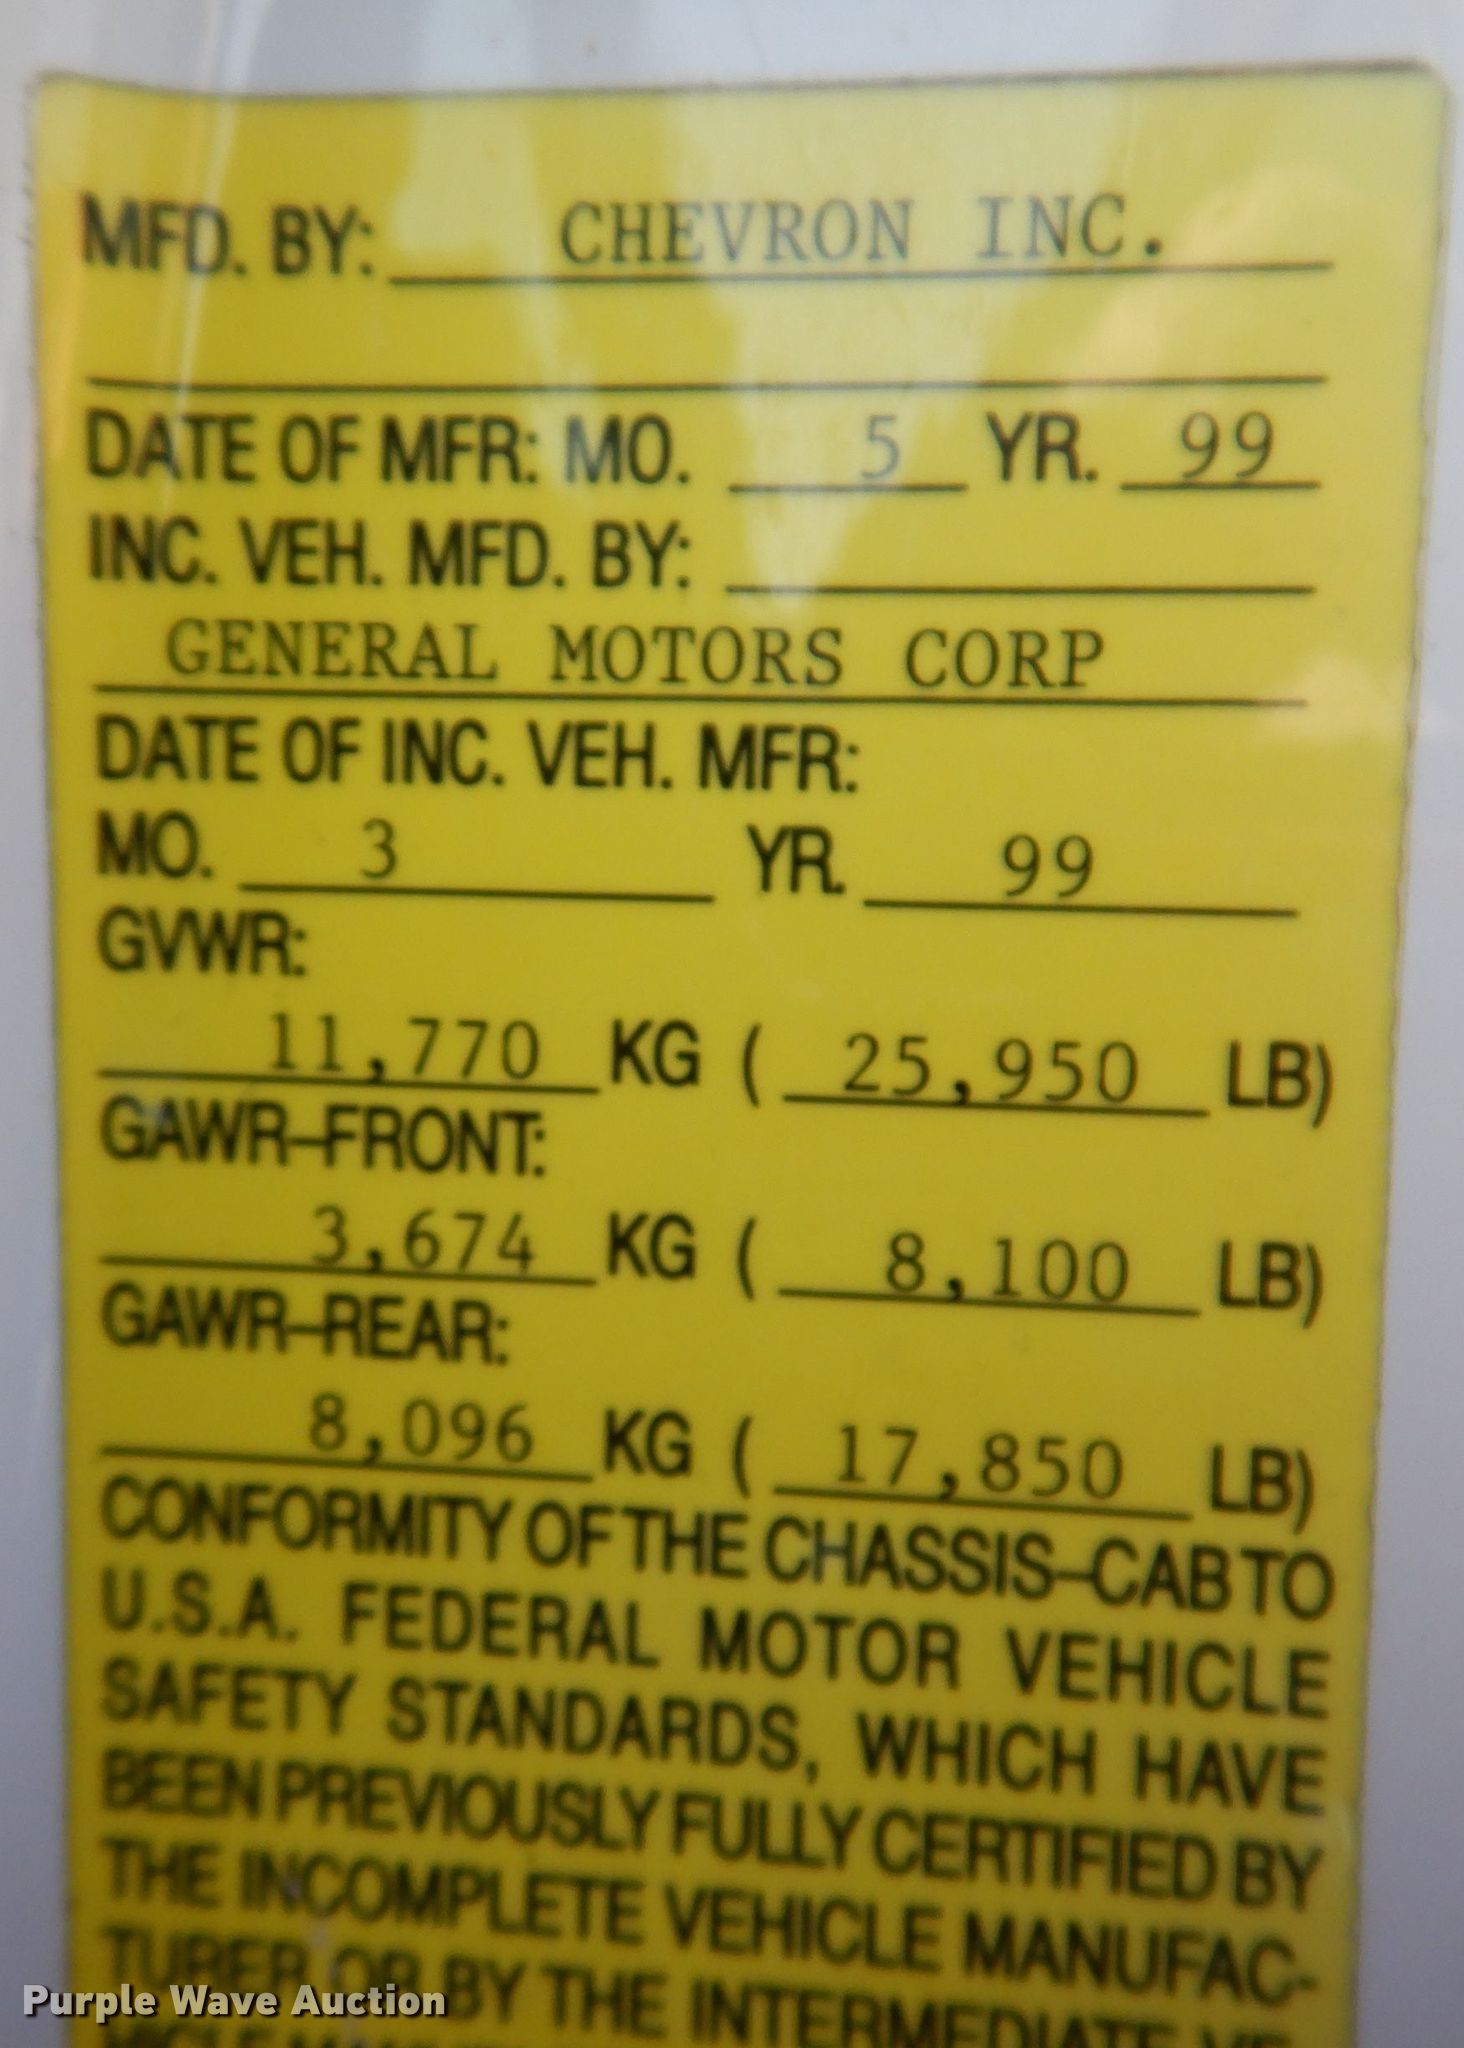 MFD. BY: CHEVRON INC.
DATE OF MFR: MO. 5 YR. 99
INC. VEH. MFD. BY:
GENERAL MOTORS CORP
DATE OF INC. VEH. MFR:
MO. 3 YR. 99
GVWR:
11,770 KG ( 25,950 LB)
GAWR-FRONT:
3,674 KG ( 8,100 LB)
GAWR-REAR:
8,096 KG ( 17,850 LB)
CONFORMITY OF THE CHASSIS-CAB TO
U.S.A. FEDERAL MOTOR VEHICLE
SAFETY STANDARDS, WHICH HAVE
BEEN PREVIOUSLY FULLY CERTIFIED BY
THE INCOMPLETE VEHICLE MANUFAC-
TURER OR BY THE INTERMEDIATE VE-
Purple Wave Auction